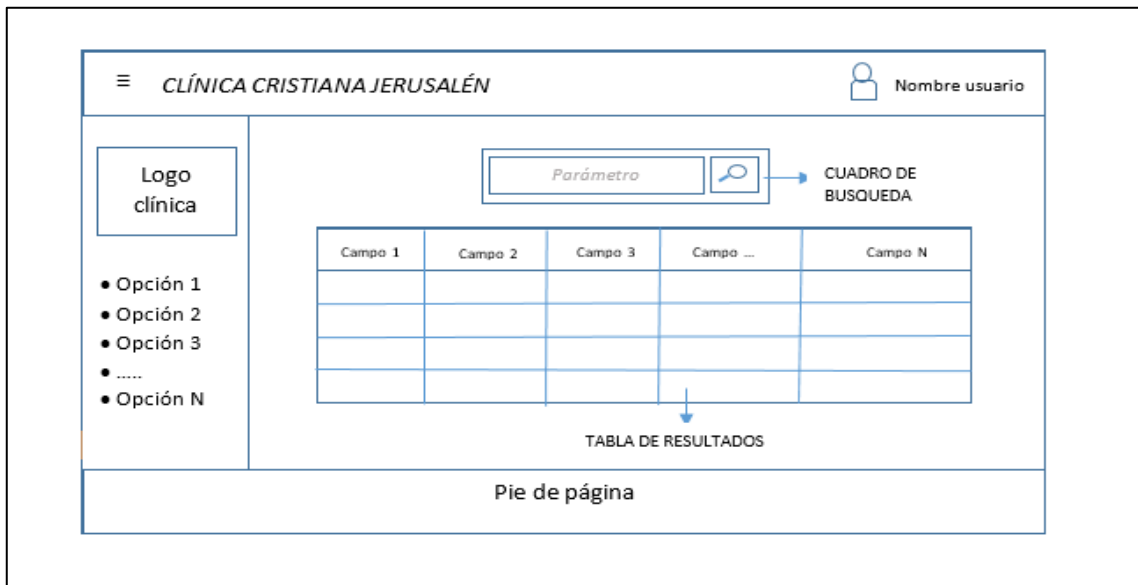 ☰ CLÍNICA CRISTIANA JERUSALÉN
Nombre usuario
Logo
clínica
● Opción 1
● Opción 2
● Opción 3
● .....
● Opción N
Parámetro
CUADRO DE
BUSQUEDA
Campo 1 Campo 2 Campo 3 Campo ... Campo N
TABLA DE RESULTADOS
Pie de página